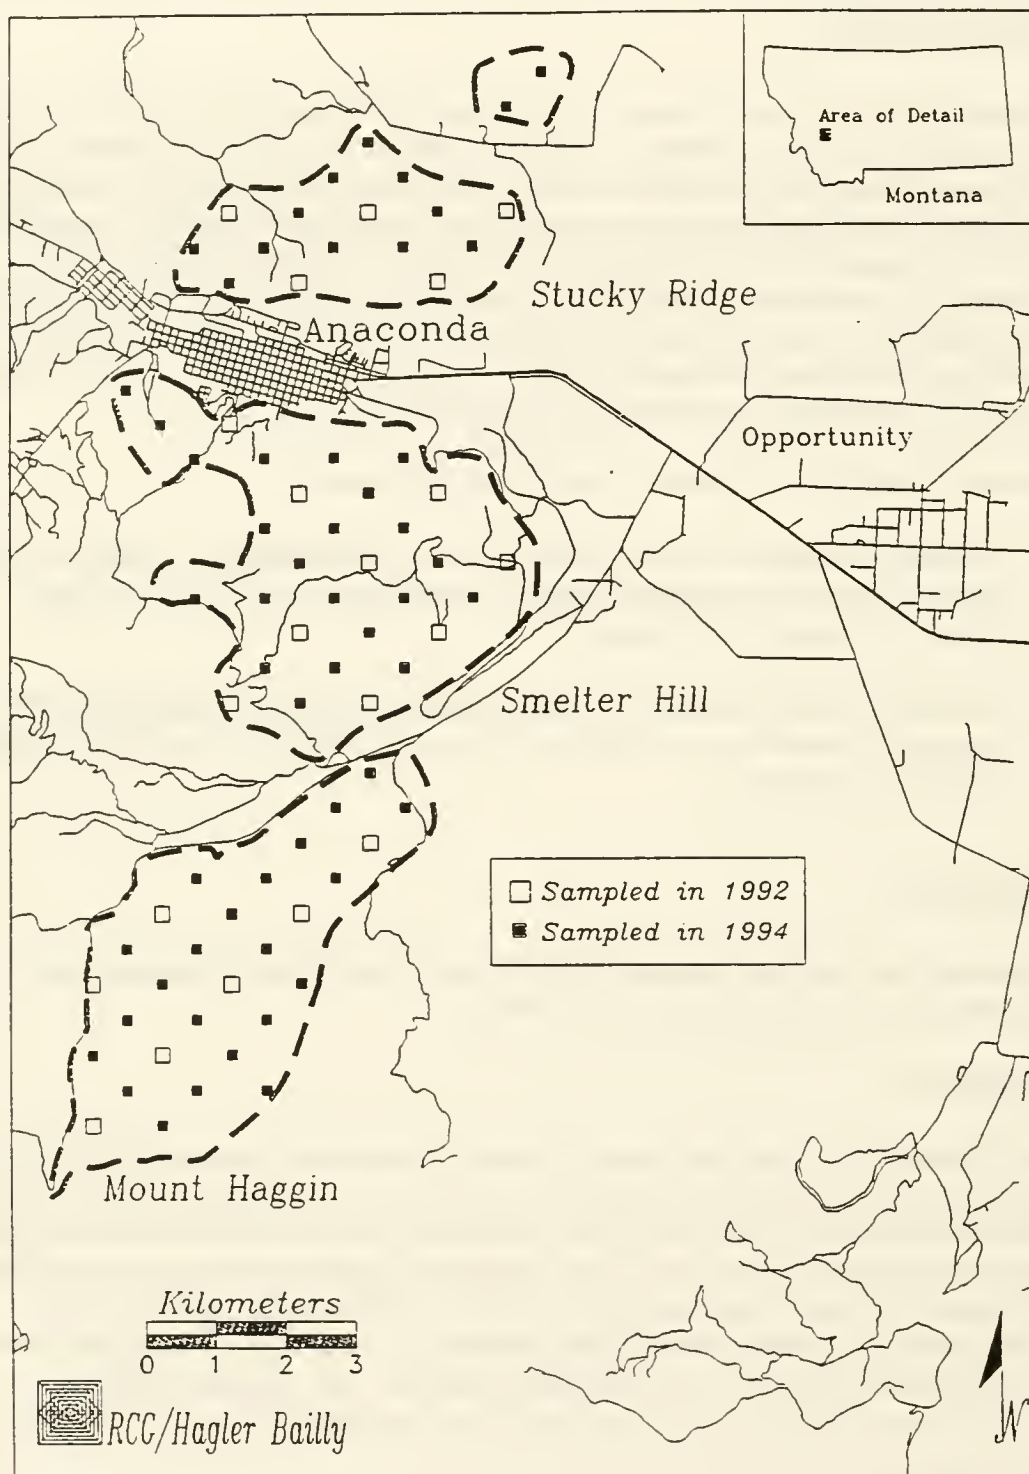 Area of Detail
Montana
Stucky Ridge
Anaconda
Opportunity
Smelter Hill
Sampled in 1992
Sampled in 1994
Mount Haggin
Kilometers
0 1 2 3
RCG/Hagler Bailly
N